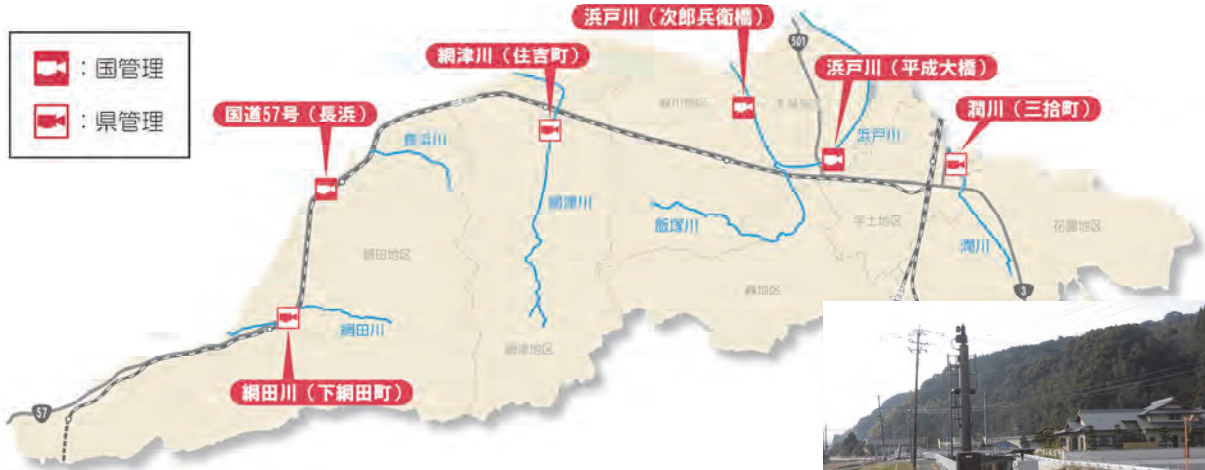 ：国管理
：県管理
浜戸川（次郎兵衛橋）
501
網津川（住吉町）
浜戸川（平成大橋）
国道57号（長浜）
潤川（三拾町）
長浜川
緑川地区
浜戸川
網津川
飯塚川
宇土地区
花園地区
網田地区
潤川
3
網田川
網津地区
網田川（下網田町）
57